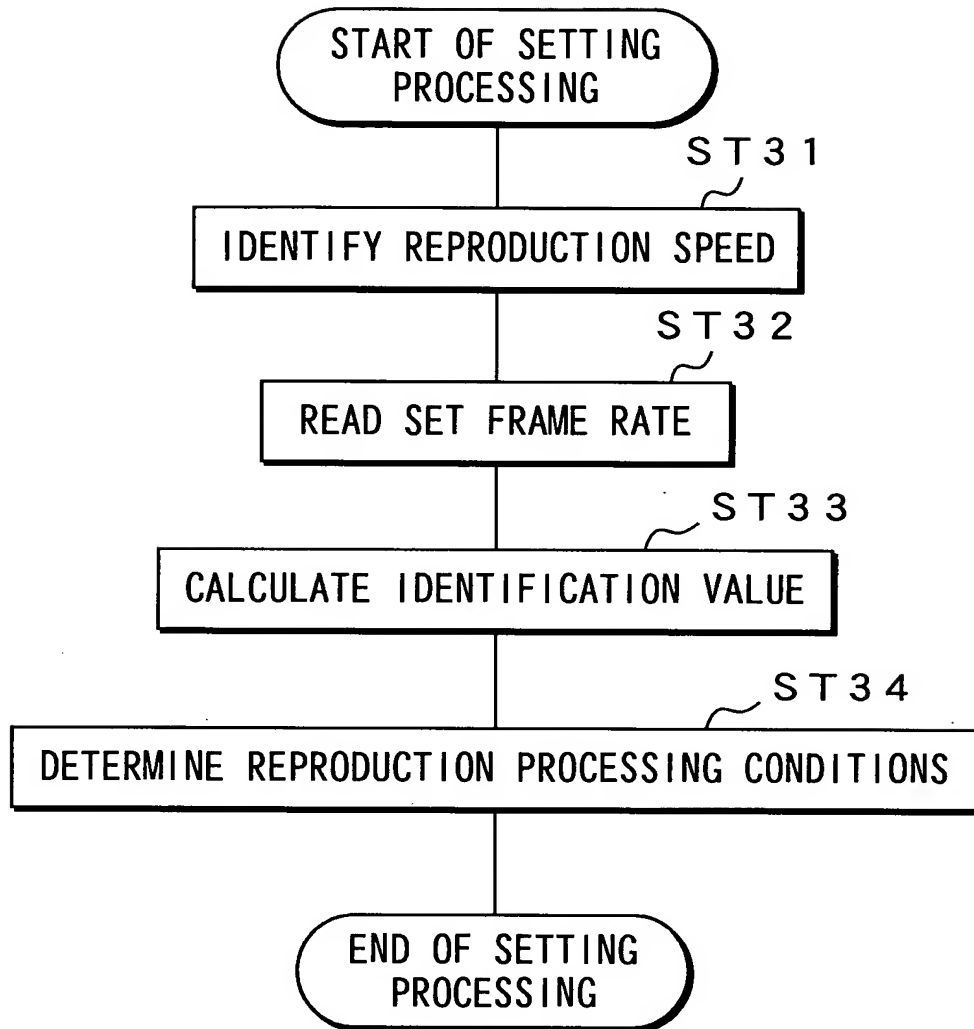 START OF SETTING
PROCESSING
ST31
IDENTIFY REPRODUCTION SPEED
ST32
READ SET FRAME RATE
ST33
CALCULATE IDENTIFICATION VALUE
ST34
DETERMINE REPRODUCTION PROCESSING CONDITIONS
END OF SETTING
PROCESSING